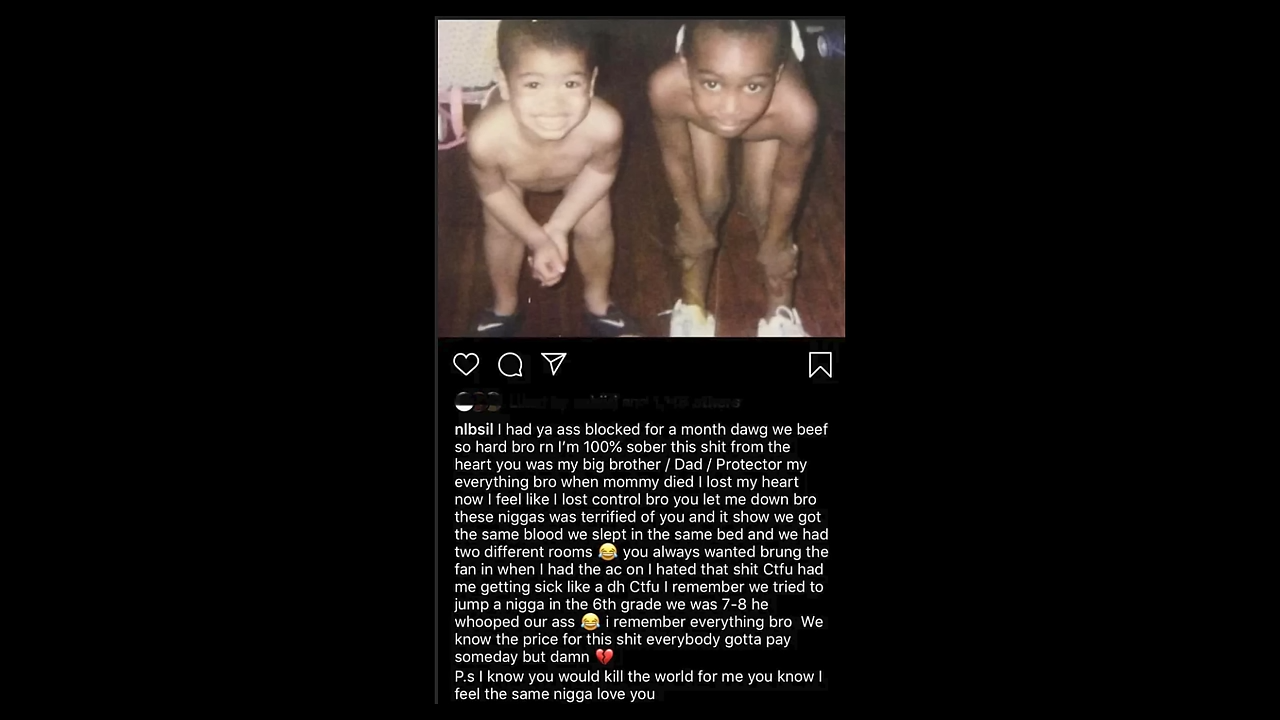 nlbsil I had ya ass blocked for a month dawg we beef
so hard bro rn I'm 100% sober this shit from the
heart you was my big brother / Dad / Protector my
everything bro when mommy died I lost my heart
now I feel like I lost control bro you let me down bro
these niggas was terrified of you and it show we got
the same blood we slept in the same bed and we had
two different rooms 😂 you always wanted brung the
fan in when I had the ac on I hated that shit Ctfu had
me getting sick like a dh Ctfu I remember we tried to
jump a nigga in the 6th grade we was 7-8 he
whooped our ass 😂 i remember everything bro  We
know the price for this shit everybody gotta pay
someday but damn 💔
P.s I know you would kill the world for me you know I
feel the same nigga love you